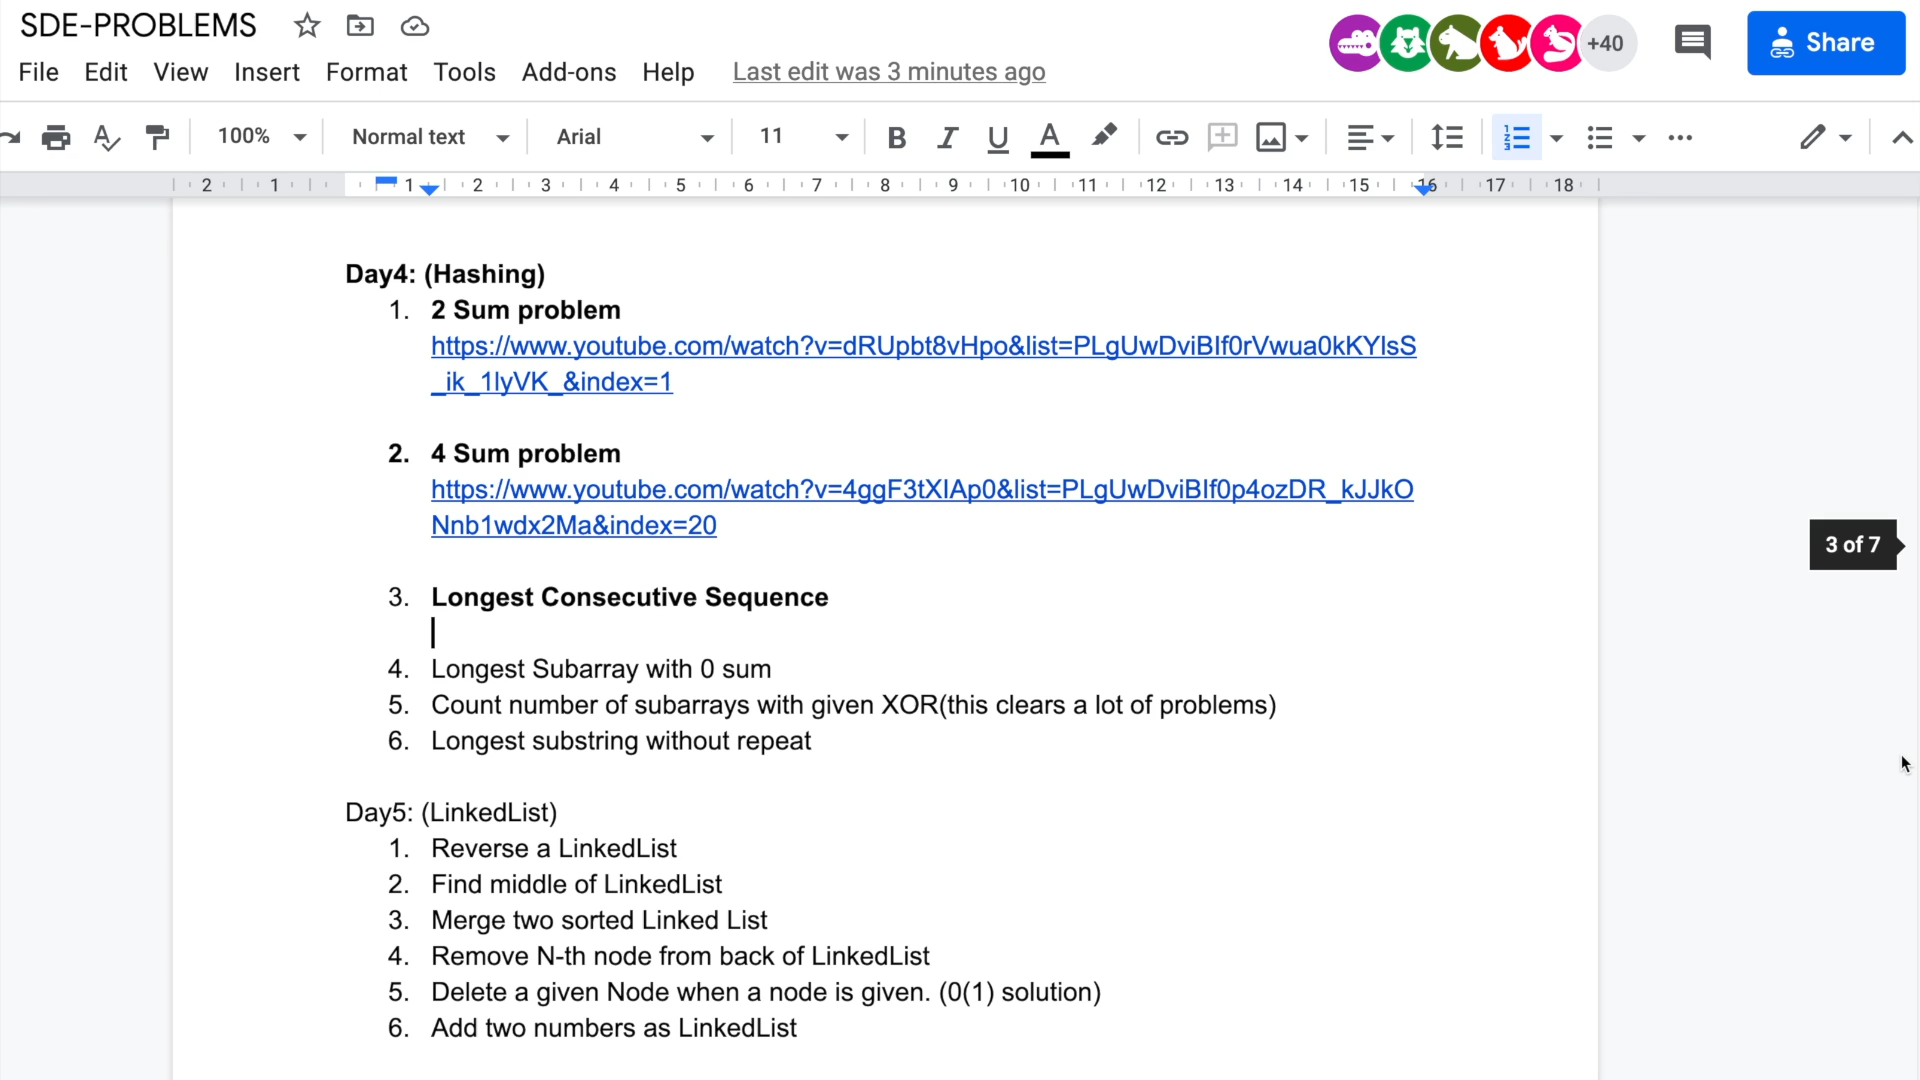 SDE-PROBLEMS
+40
Share
File Edit View Insert Format Tools Add-ons Help Last edit was 3 minutes ago
100% Normal text Arial 11 B I U A
2 1 1 2 3 4 5 6 7 8 9 10 11 12 13 14 15 16 17 18
Day4: (Hashing)
1. 2 Sum problem
https://www.youtube.com/watch?v=dRUpbt8vHpo&list=PLgUwDviBIf0rVwua0kKYlsS
_ik_1lyVK_&index=1
2. 4 Sum problem
https://www.youtube.com/watch?v=4ggF3tXIAp0&list=PLgUwDviBIf0p4ozDR_kJJkO
Nnb1wdx2Ma&index=20
3 of 7
3. Longest Consecutive Sequence
4. Longest Subarray with 0 sum
5. Count number of subarrays with given XOR(this clears a lot of problems)
6. Longest substring without repeat
Day5: (LinkedList)
1. Reverse a LinkedList
2. Find middle of LinkedList
3. Merge two sorted Linked List
4. Remove N-th node from back of LinkedList
5. Delete a given Node when a node is given. (0(1) solution)
6. Add two numbers as LinkedList